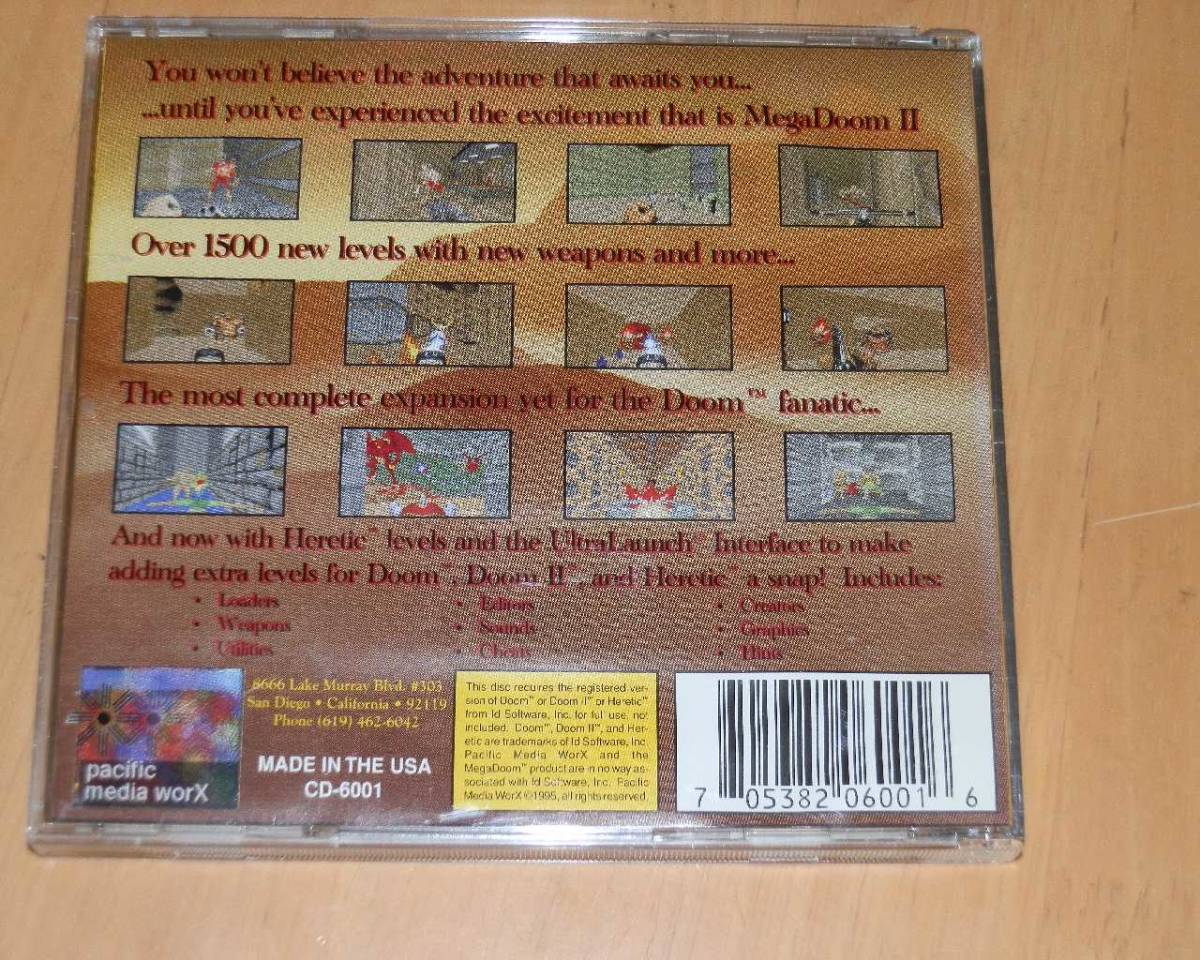 You won't believe the adventure that awaits you...
...until you've experienced the excitement that is MegaDoom II
Over 1500 new levels with new weapons and more...
The most complete expansion yet for the Doom™ fanatic...
And now with Heretic™ levels and the UltraLaunch™ Interface to make
adding extra levels for Doom™, Doom II™, and Heretic™ a snap! Includes:
• Loaders • Editors • Creators
• Weapons • Sounds • Graphics
• Utilities • Cheats • Hints
pacific
media worX
6666 Lake Murray Blvd. #303
San Diego • California • 92119
Phone (619) 462-6042
MADE IN THE USA
CD-6001
This disc requires the registered ver-
sion of Doom™ or Doom II™ or Heretic™
from Id Software, Inc. for full use, not
included. Doom™, Doom II™, and Her-
etic are trademarks of Id Software, Inc.
Pacific Media WorX and the
MegaDoom™ product are in no way as-
sociated with Id Software, Inc. Pacific
Media WorX ©1995, all rights reserved.
7 05382 06001 6